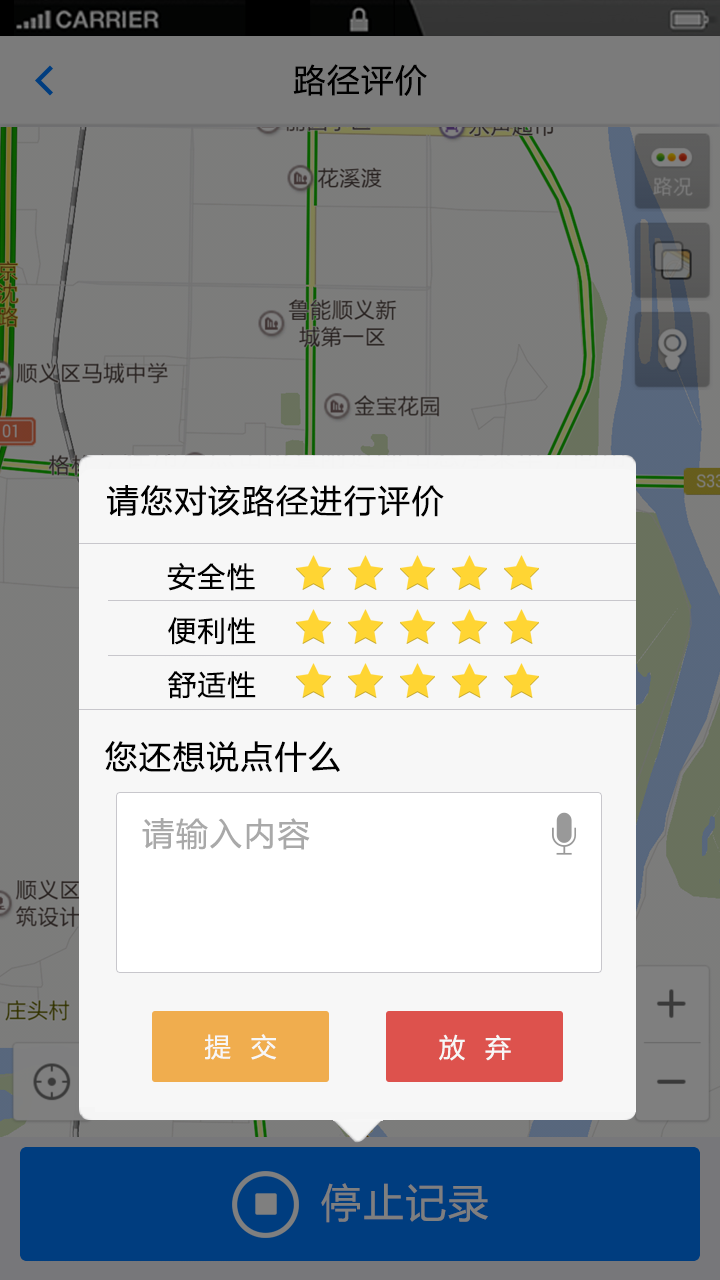 CARRIER
路径评价
花溪渡
路况
鲁能顺义新
城第一区
顺义区马城中学
金宝花园
01
S33
请您对该路径进行评价
安全性
便利性
舒适性
您还想说点什么
请输入内容
顺义区
筑设计
庄头村
提 交
放 弃
停止记录